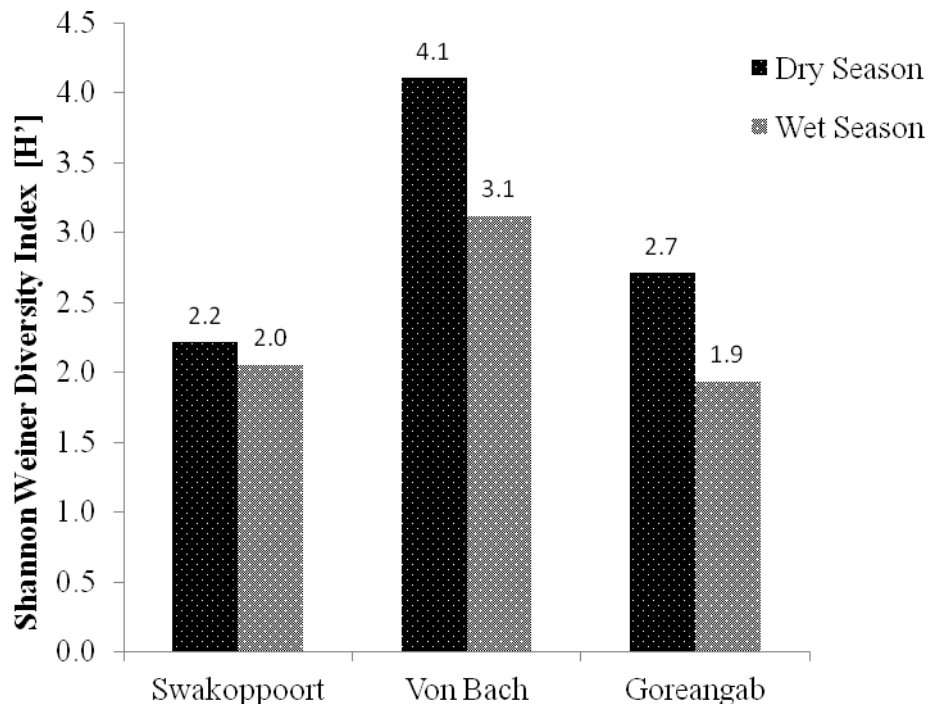 Shannon Weiner Diversity Index [H’]
4.5
4.0
3.5
3.0
2.5
2.0
1.5
1.0
0.5
0.0
2.2
2.0
4.1
3.1
2.7
1.9
Swakoppoort
Von Bach
Goreangab
Dry Season
Wet Season